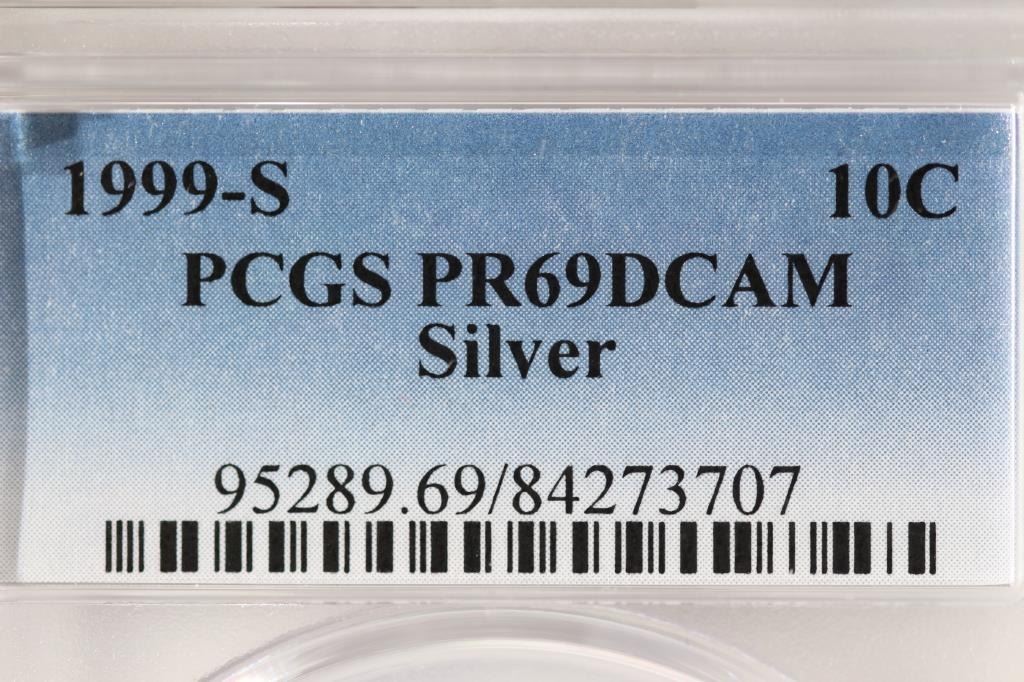 1999-S 10C
PCGS PR69DCAM
Silver
95289.69/84273707